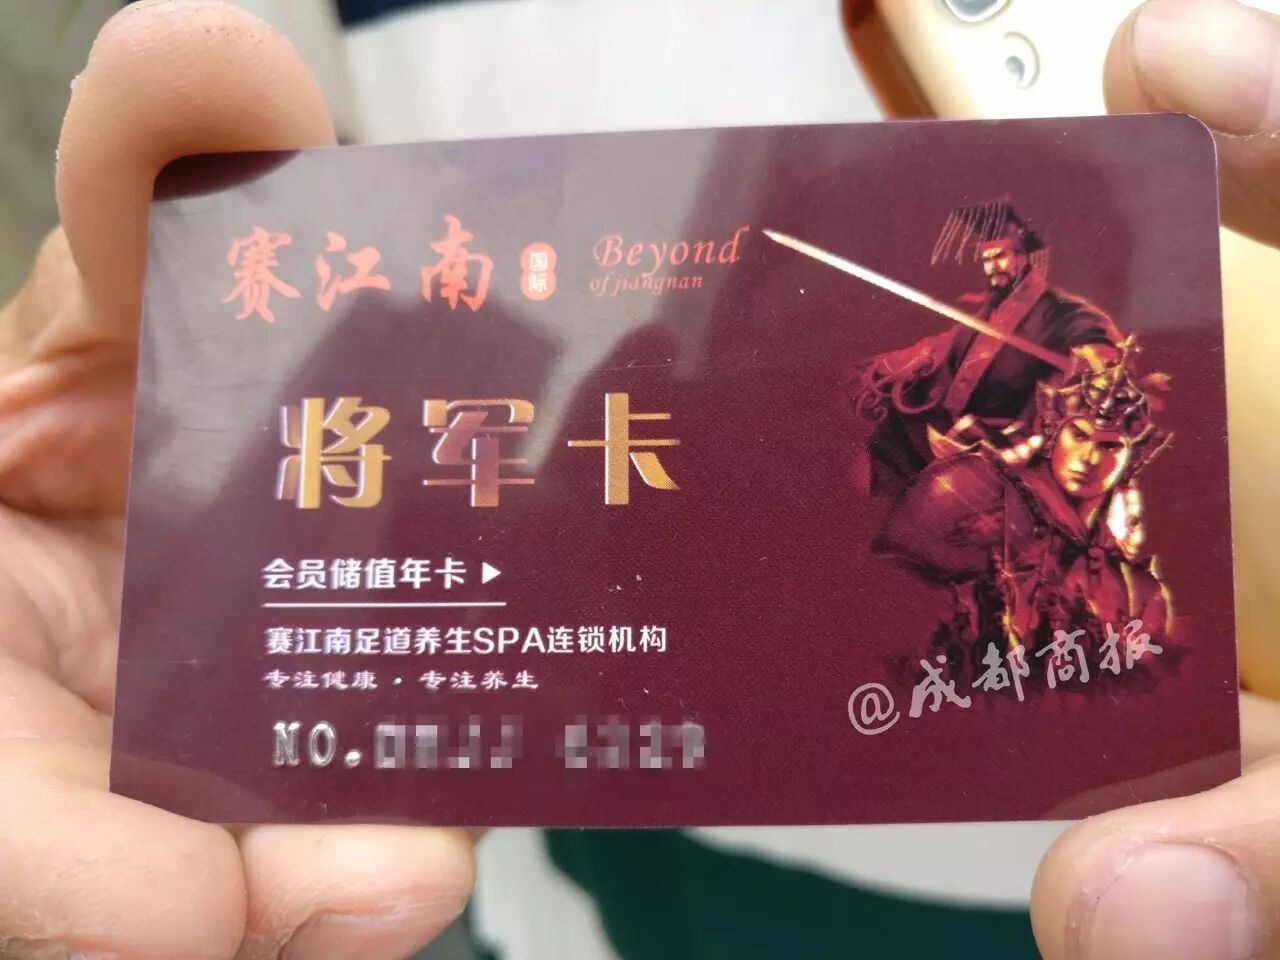 赛江南 国际 Beyond
of jiangnan
将军卡
会员储值年卡▶
赛江南足道养生SPA连锁机构
专注健康·专注养生
NO.
@成都商报